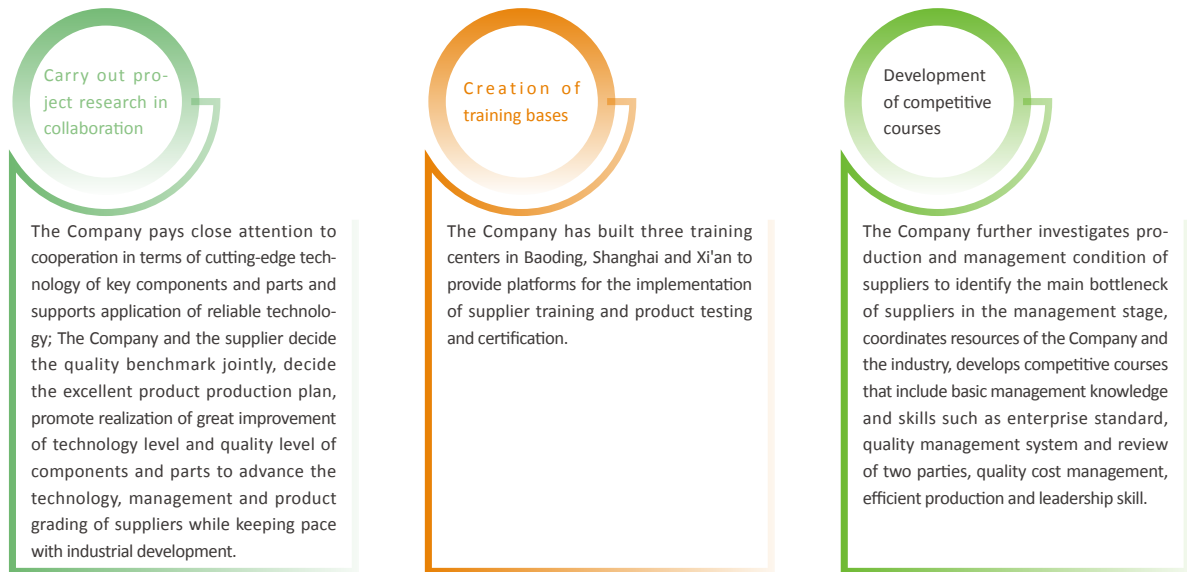 Carry out pro-
ject research in
collaboration
The Company pays close attention to
cooperation in terms of cutting-edge tech-
nology of key components and parts and
supports application of reliable technolo-
gy; The Company and the supplier decide
the quality benchmark jointly, decide
the excellent product production plan,
promote realization of great improvement
of technology level and quality level of
components and parts to advance the
technology, management and product
grading of suppliers while keeping pace
with industrial development.
Creation of
training bases
The Company has built three training
centers in Baoding, Shanghai and Xi'an to
provide platforms for the implementation
of supplier training and product testing
and certification.
Development
of competitive
courses
The Company further investigates pro-
duction and management condition of
suppliers to identify the main bottleneck
of suppliers in the management stage,
coordinates resources of the Company and
the industry, develops competitive courses
that include basic management knowledge
and skills such as enterprise standard,
quality management system and review
of two parties, quality cost management,
efficient production and leadership skill.